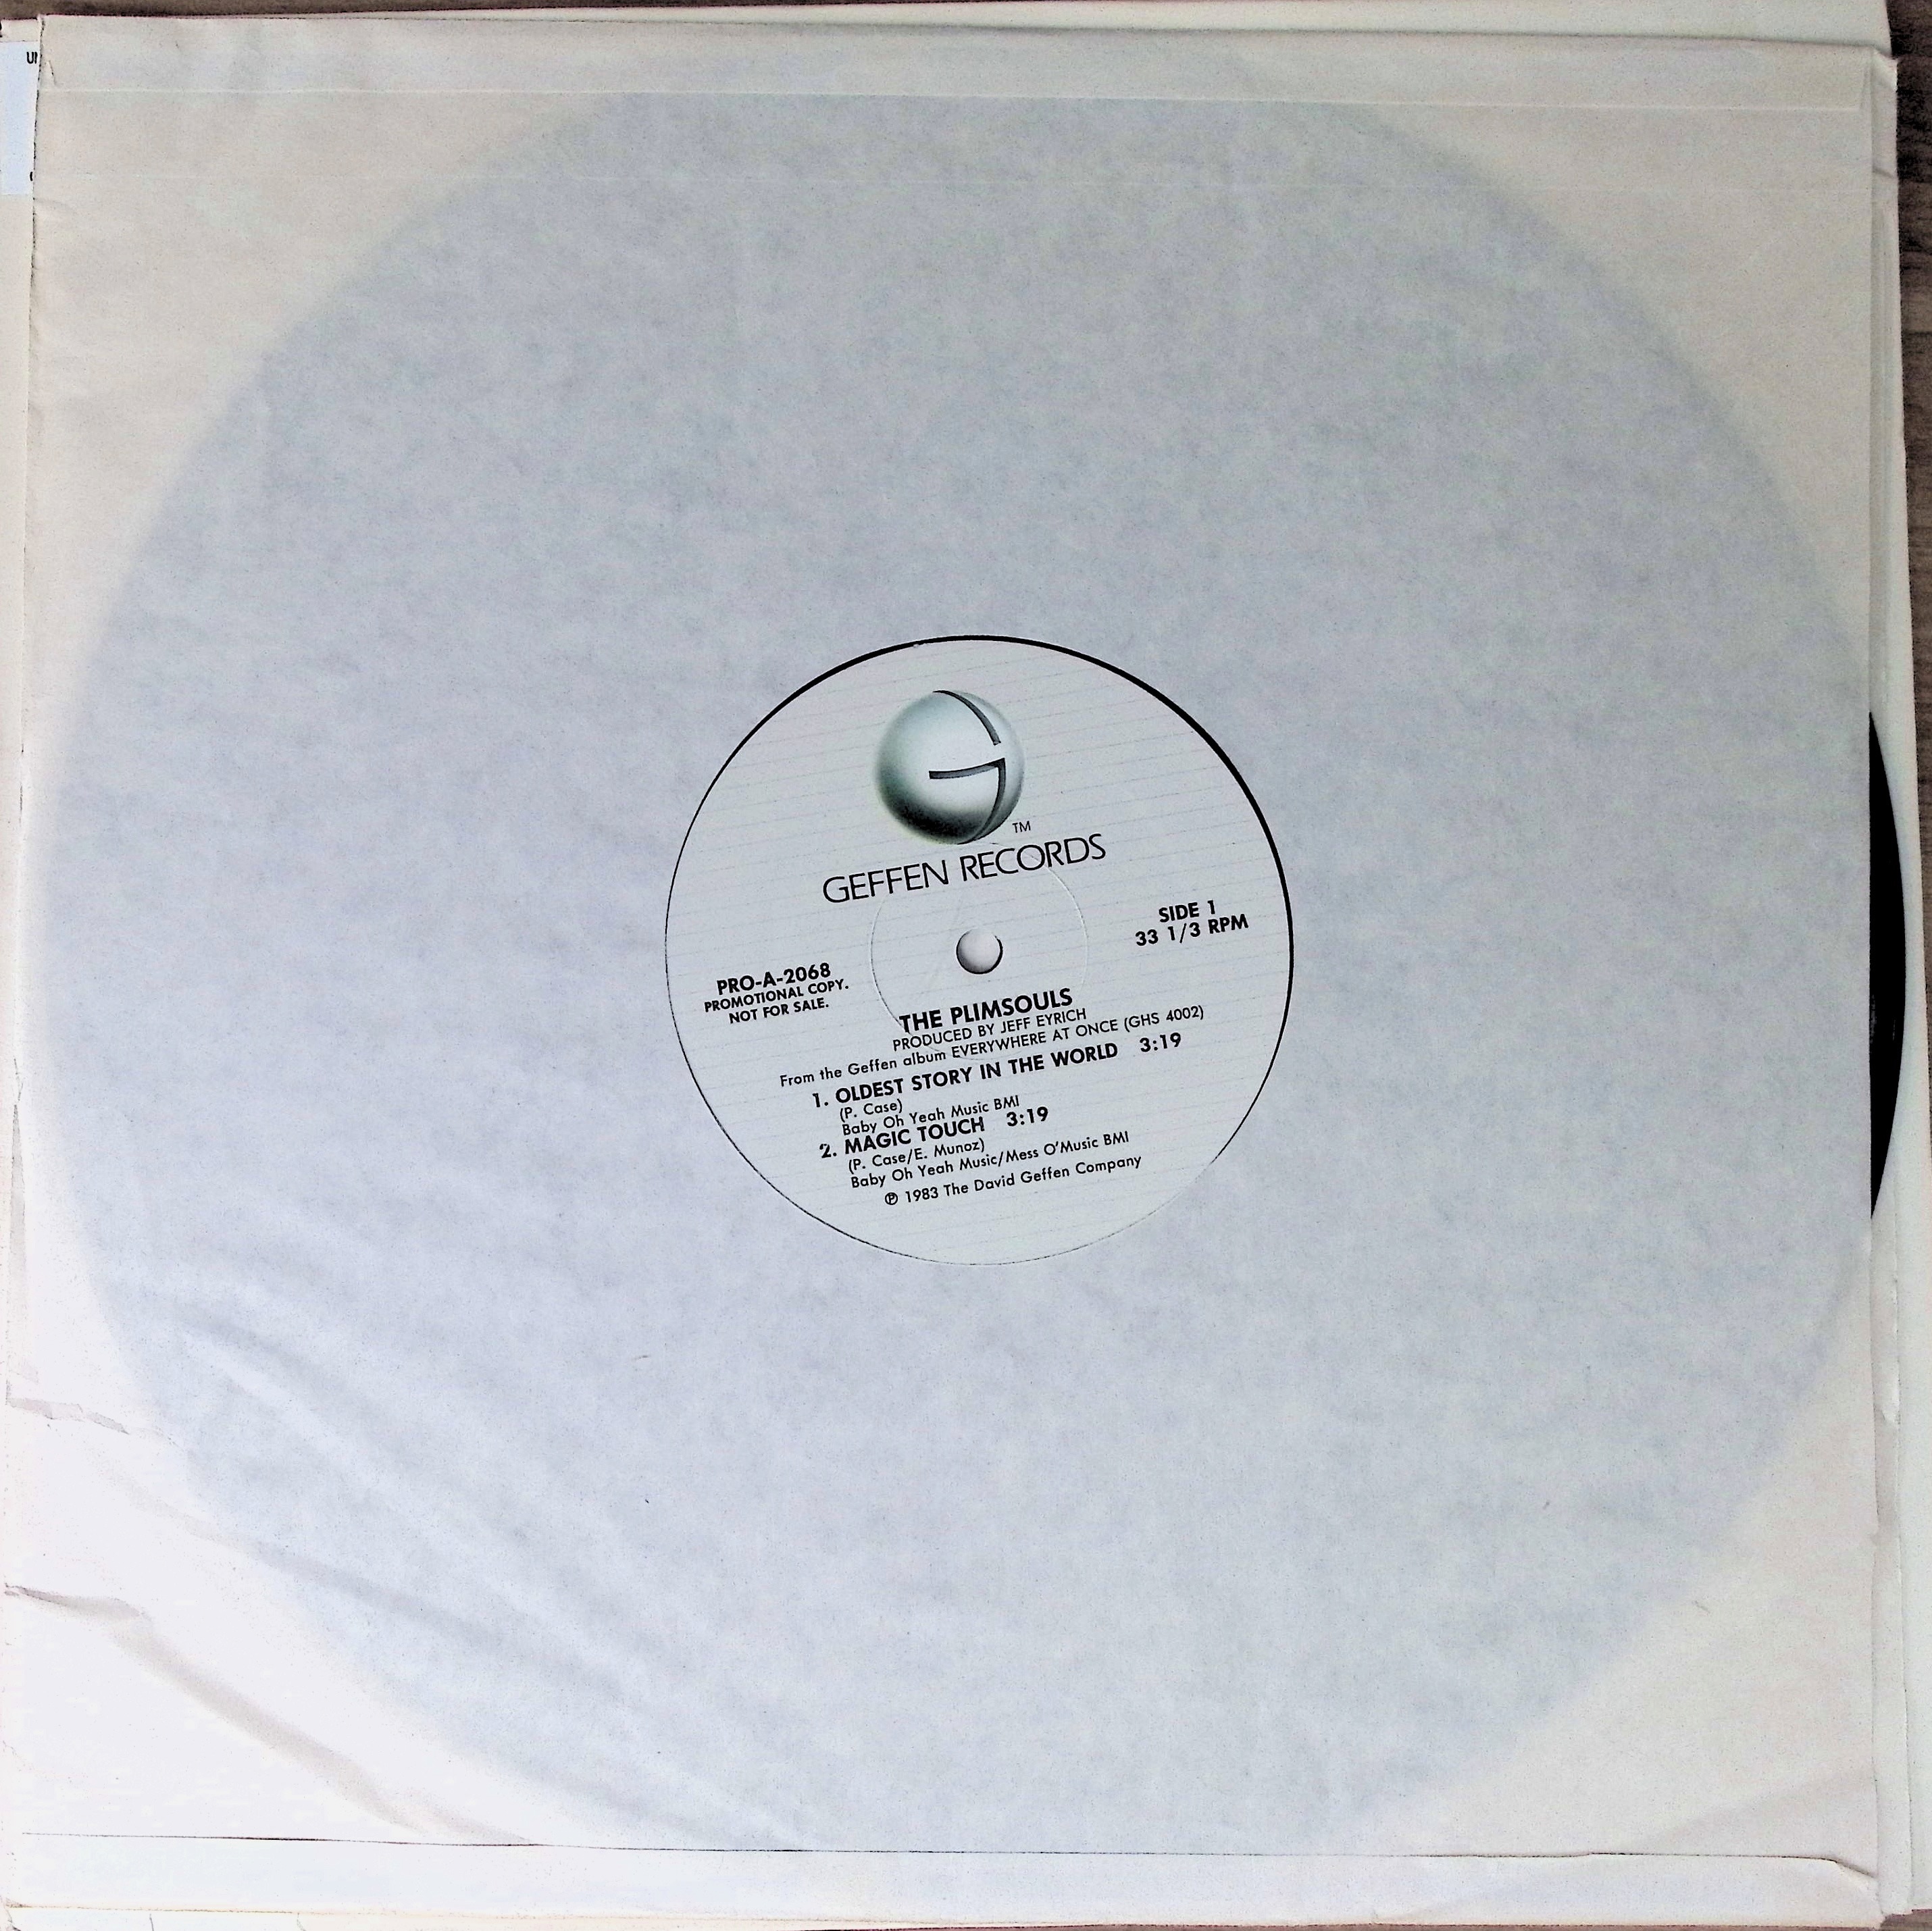 TM
GEFFEN RECORDS
SIDE 1
33 1/3 RPM
PRO-A-2068
PROMOTIONAL COPY.
NOT FOR SALE.
THE PLIMSOULS
PRODUCED BY JEFF EYRICH
From the Geffen album EVERYWHERE AT ONCE (GHS 4002)
1. OLDEST STORY IN THE WORLD 3:19
(P. Case)
Baby Oh Yeah Music BMI
2. MAGIC TOUCH 3:19
(P. Case/E. Munoz)
Baby Oh Yeah Music/Mess O'Music BMI
℗ 1983 The David Geffen Company